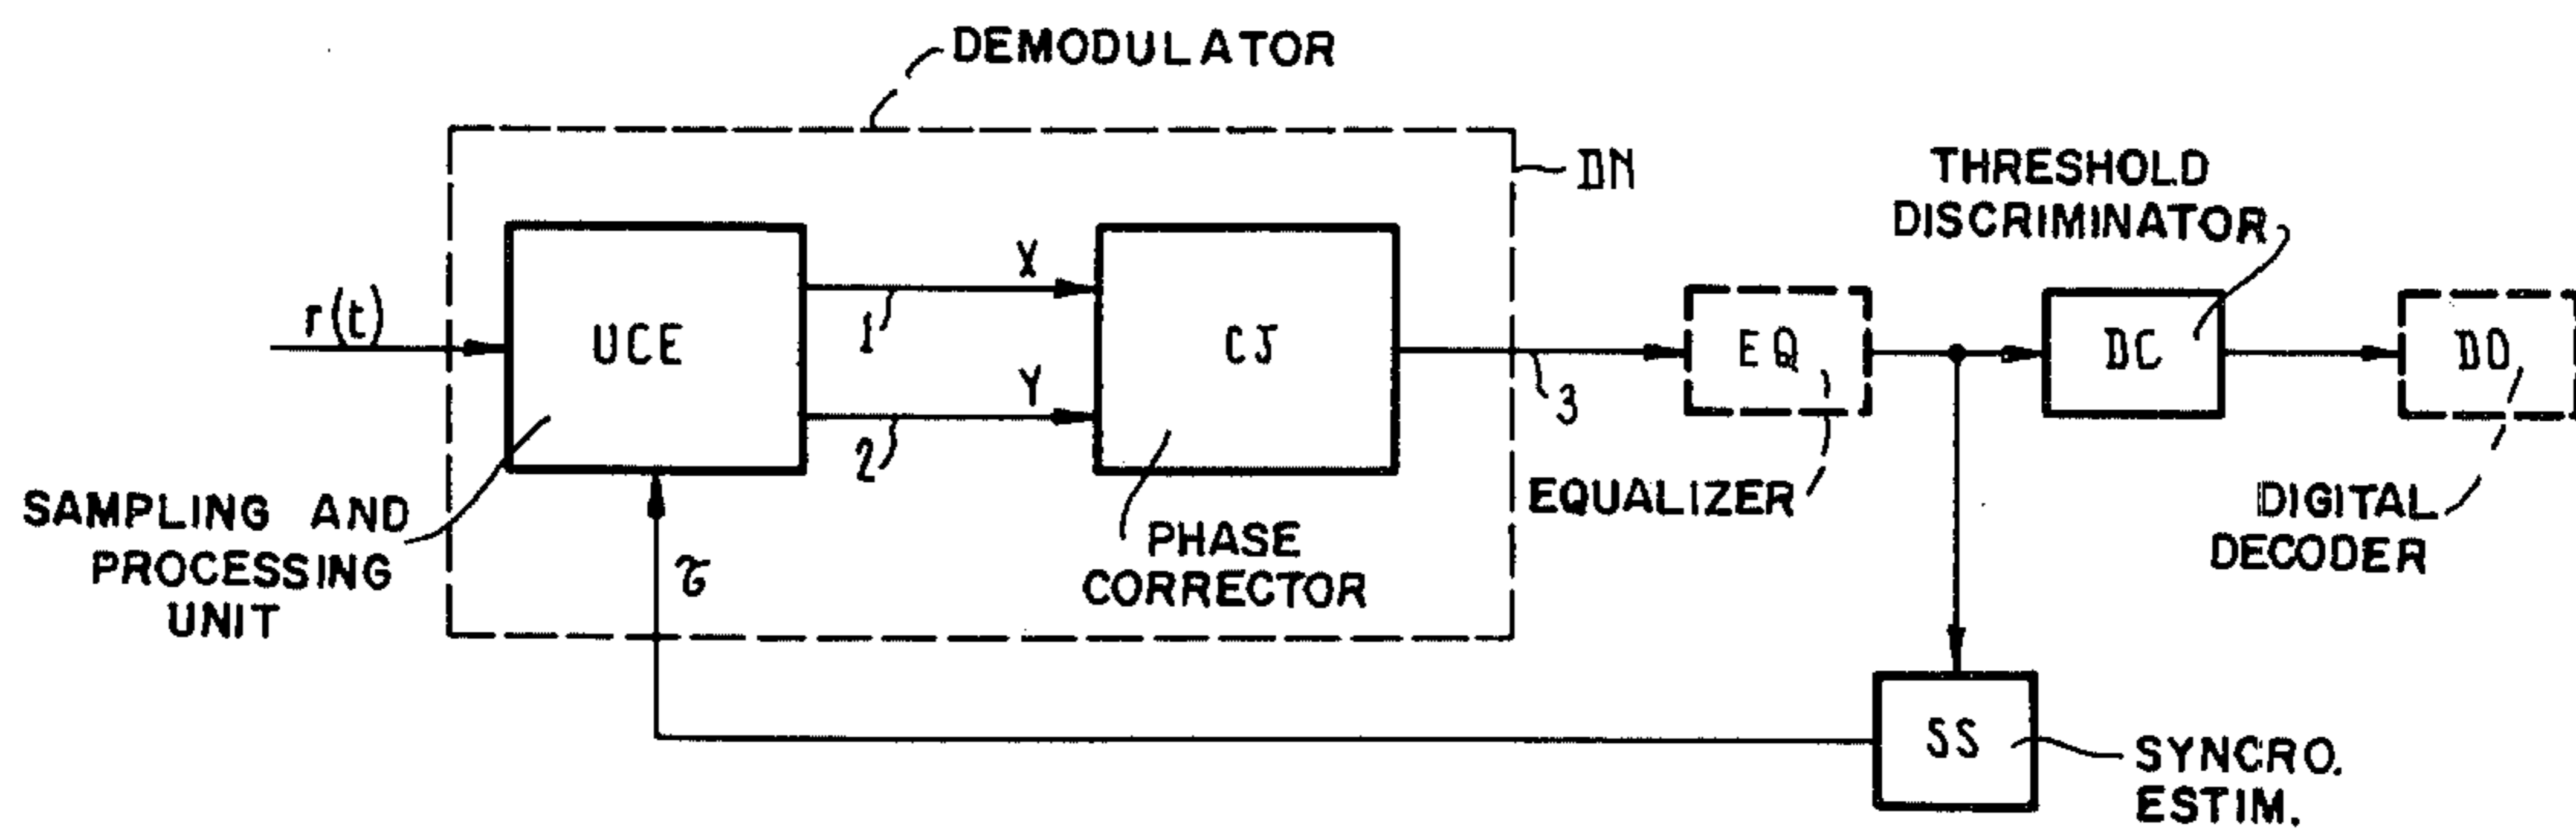 DEMODULATOR
DN
THRESHOLD
DISCRIMINATOR
r(t)
UCE
X
1
Y
2
CJ
3
EQ
DC
DO
SAMPLING AND
PROCESSING
UNIT
τ
PHASE
CORRECTOR
EQUALIZER
DIGITAL
DECODER
SS
SYNCRO.
ESTIM.